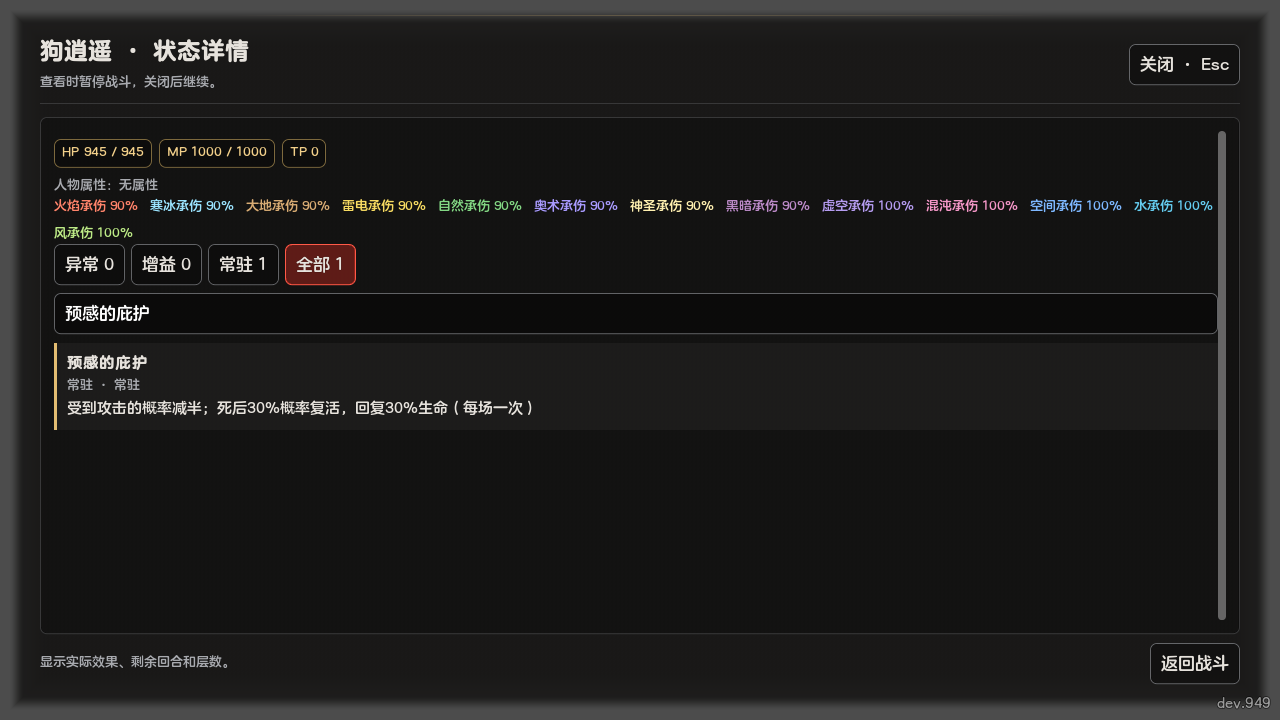 狗逍遥 · 状态详情
查看时暂停战斗，关闭后继续。
关闭 · Esc
HP 945 / 945 MP 1000 / 1000 TP 0
人物属性：无属性
火焰承伤 90% 寒冰承伤 90% 大地承伤 90% 雷电承伤 90% 自然承伤 90% 奥术承伤 90% 神圣承伤 90% 黑暗承伤 90% 虚空承伤 100% 混沌承伤 100% 空间承伤 100% 水承伤 100%
风承伤 100%
异常 0 增益 0 常驻 1 全部 1
预感的庇护
预感的庇护
常驻 · 常驻
受到攻击的概率减半；死后30%概率复活，回复30%生命（每场一次）
显示实际效果、剩余回合和层数。
返回战斗
dev.949